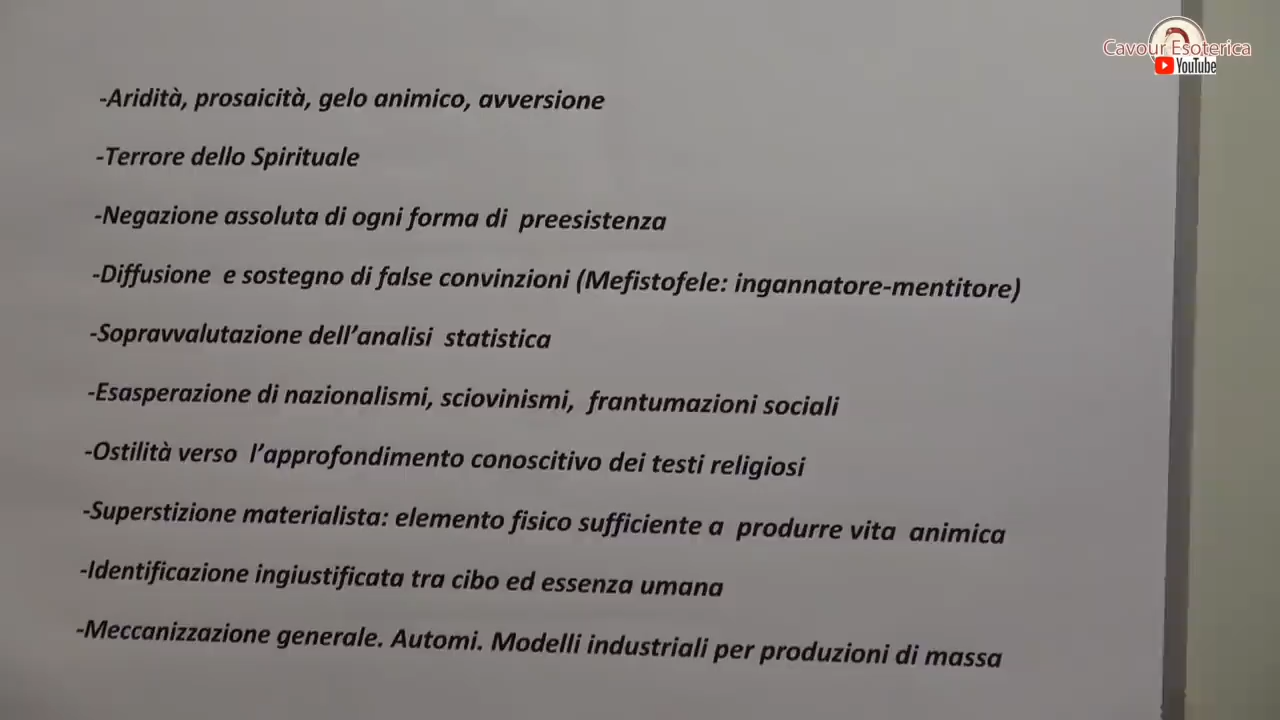 Cavour Esoterica
YouTube
-Aridità, prosaicità, gelo animico, avversione
-Terrore dello Spirituale
-Negazione assoluta di ogni forma di preesistenza
-Diffusione e sostegno di false convinzioni (Mefistofele: ingannatore-mentitore)
-Sopravvalutazione dell’analisi statistica
-Esasperazione di nazionalismi, sciovinismi, frantumazioni sociali
-Ostilità verso l’approfondimento conoscitivo dei testi religiosi
-Superstizione materialista: elemento fisico sufficiente a produrre vita animica
-Identificazione ingiustificata tra cibo ed essenza umana
-Meccanizzazione generale. Automi. Modelli industriali per produzioni di massa